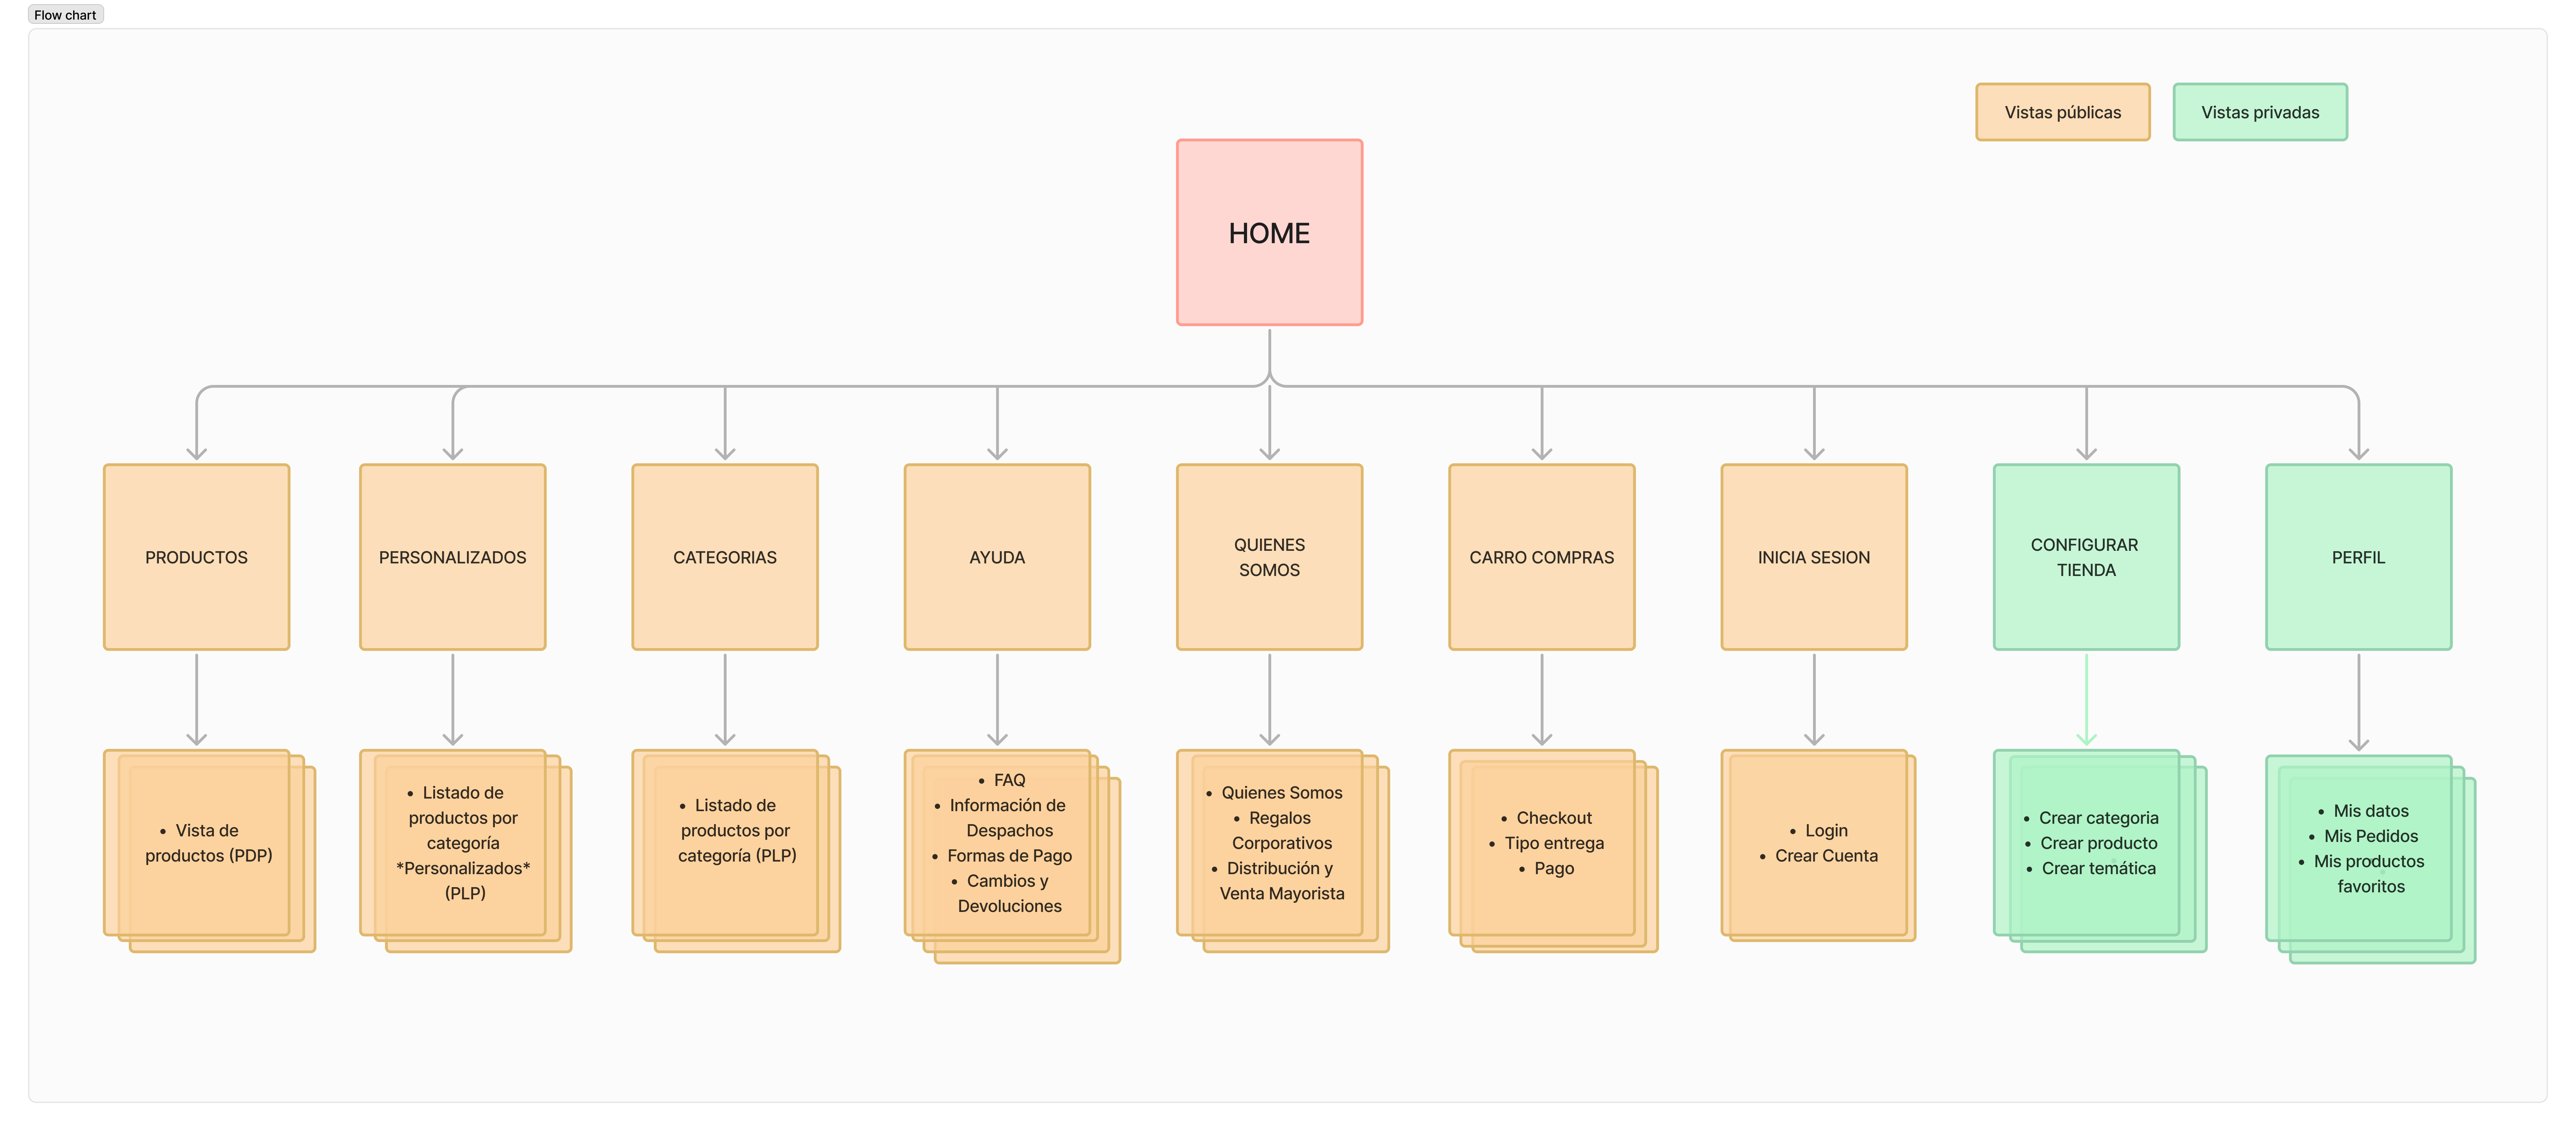 Flow chart
Vistas públicas
Vistas privadas
HOME
PRODUCTOS
PERSONALIZADOS
CATEGORIAS
AYUDA
QUIENES
SOMOS
CARRO COMPRAS
INICIA SESION
CONFIGURAR
TIENDA
PERFIL
• Vista de
productos (PDP)
• Listado de
productos por
categoría
*Personalizados*
(PLP)
• Listado de
productos por
categoría (PLP)
• FAQ
• Información de
Despachos
• Formas de Pago
• Cambios y
Devoluciones
• Quienes Somos
• Regalos
Corporativos
• Distribución y
Venta Mayorista
• Checkout
• Tipo entrega
• Pago
• Login
• Crear Cuenta
• Crear categoria
• Crear producto
• Crear temática
• Mis datos
• Mis Pedidos
• Mis productos
favoritos